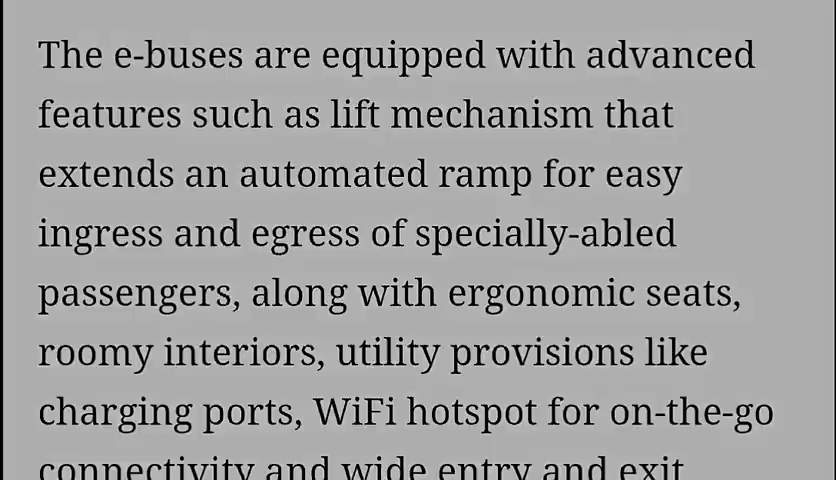 The e-buses are equipped with advanced
features such as lift mechanism that
extends an automated ramp for easy
ingress and egress of specially-abled
passengers, along with ergonomic seats,
roomy interiors, utility provisions like
charging ports, WiFi hotspot for on-the-go
connectivity and wide entry and exit